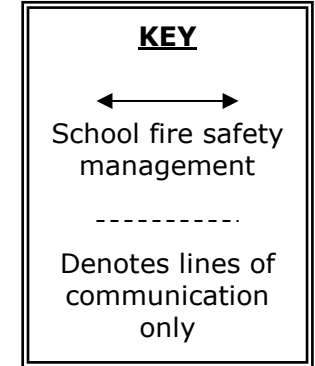 KEY
School fire safety
management
Denotes lines of
communication
only